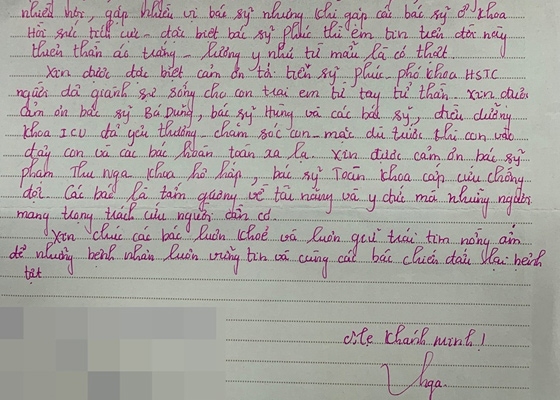 nhiều nơi, gặp nhiều vị bác sỹ nhưng khi gặp các bác sỹ ở khoa
Hồi sức tích cực - đặc biệt bác sỹ Phúc thì em tin trên đời này
thiên thần áo trắng - lương y như từ mẫu là có thật
Xin được đặc biệt cảm ơn tới tiến sỹ Phúc - phó khoa HSTC
người đã giành sự sống cho con trai em từ tay tử thần. Xin được
cảm ơn bác sỹ Bá Dũng, bác sỹ Hùng và các bác sỹ, điều dưỡng
khoa ICU đã yêu thương - chăm sóc con - mặc dù trước khi con vào
đây con và các bác hoàn toàn xa lạ. Xin được cảm ơn bác sỹ
phạm Thu Nga khoa hô hấp, bác sỹ Toàn khoa cấp cứu chống
độc. Các bác là tấm gương về tài năng và y đức mà những người
mang trọng trách cứu người cần có.
Xin chúc các bác luôn khoẻ và luôn giữ trái tim nóng ấm
để những bệnh nhân luôn vững tin và cùng các bác chiến đấu lại bệnh
tật
Mẹ Khánh Minh!
Nga